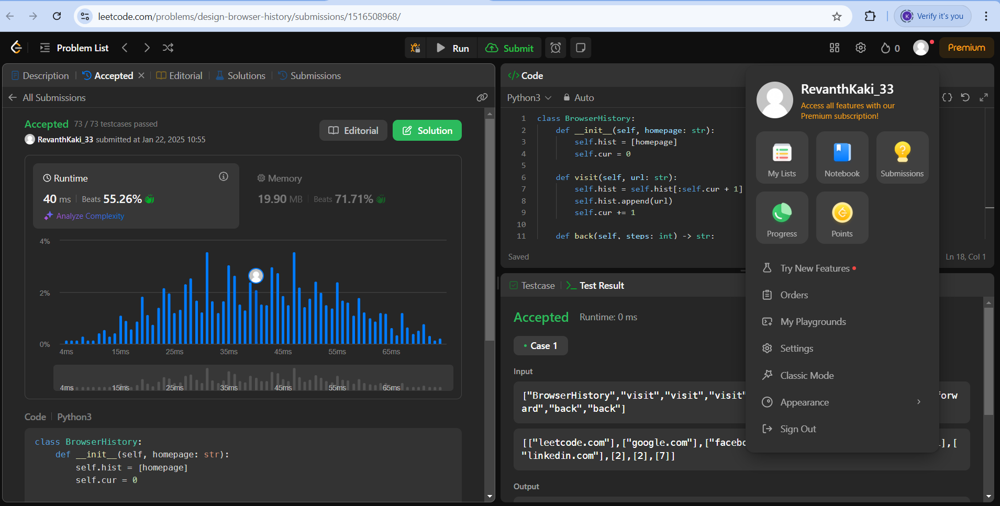 leetcode.com/problems/design-browser-history/submissions/1516508968/
K Verify it's you
Problem List
Run
Submit
0
Premium
Description
Accepted
Editorial
Solutions
Submissions
All Submissions
Accepted 73 / 73 testcases passed
RevanthKaki_33 submitted at Jan 22, 2025 10:55
Editorial
Solution
Runtime
40 ms Beats 55.26%
Analyze Complexity
Memory
19.90 MB Beats 71.71%
4%
2%
0%
4ms 15ms 25ms 35ms 45ms 55ms 65ms
4ms 15ms 25ms 35ms 45ms 55ms 65ms
Code Python3
class BrowserHistory:
def __init__(self, homepage: str):
self.hist = [homepage]
self.cur = 0
</> Code
Python3 Auto
1 class BrowserHistory:
2 def __init__(self, homepage: str):
3 self.hist = [homepage]
4 self.cur = 0
5
6 def visit(self, url: str):
7 self.hist = self.hist[:self.cur + 1]
8 self.hist.append(url)
9 self.cur += 1
10
11 def back(self, steps: int) -> str:
Saved
Ln 18, Col 1
Testcase
Test Result
Accepted Runtime: 0 ms
Case 1
Input
["BrowserHistory","visit","visit","visit" forw
ard","back","back"]
[["leetcode.com"],["google.com"],["facebo ],[
"linkedin.com"],[2],[2],[7]]
Output
RevanthKaki_33
Access all features with our
Premium subscription!
My Lists
Notebook
Submissions
Progress
Points
Try New Features
Orders
My Playgrounds
Settings
Classic Mode
Appearance
Sign Out